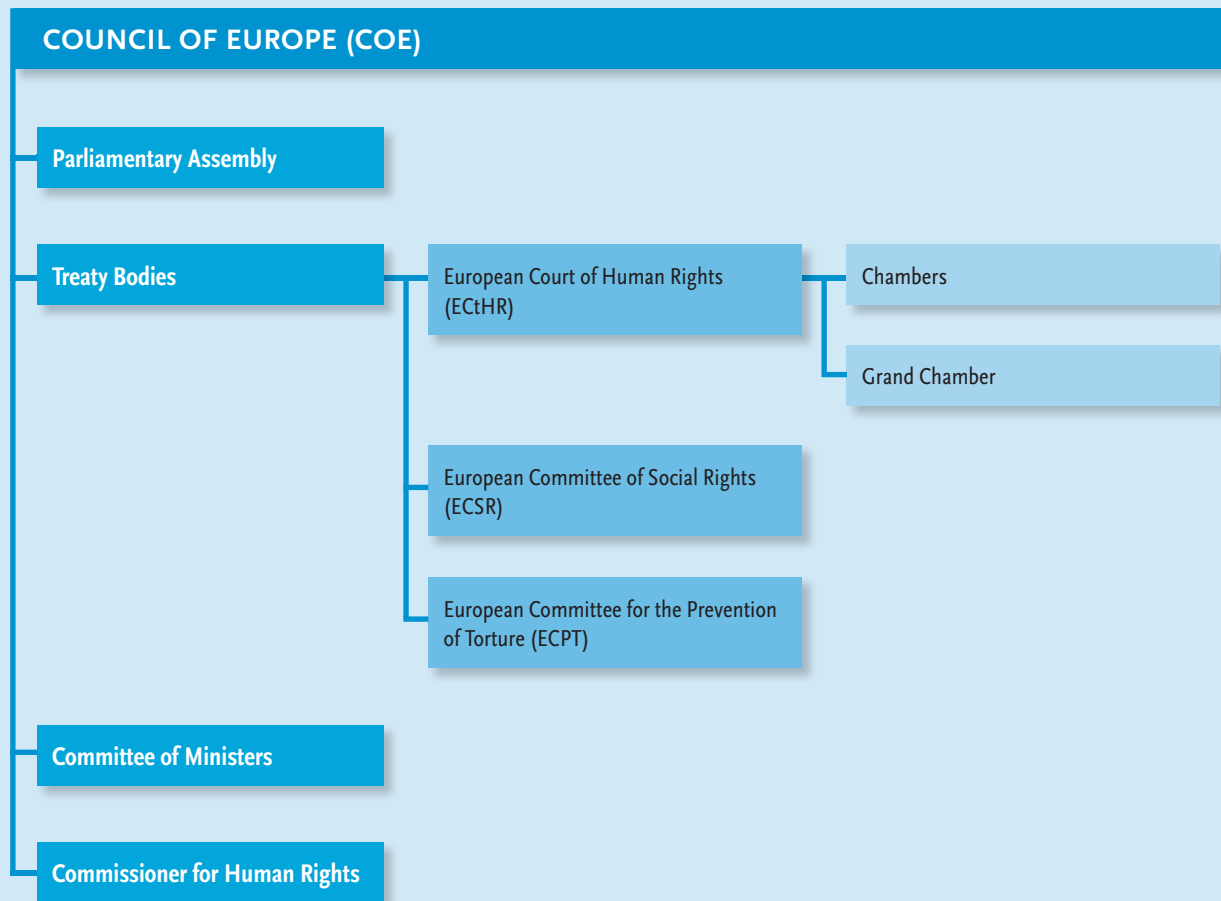 COUNCIL OF EUROPE (COE)
Parliamentary Assembly
Treaty Bodies
European Court of Human Rights
(ECtHR)
Chambers
Grand Chamber
European Committee of Social Rights
(ECSR)
European Committee for the Prevention
of Torture (ECPT)
Committee of Ministers
Commissioner for Human Rights